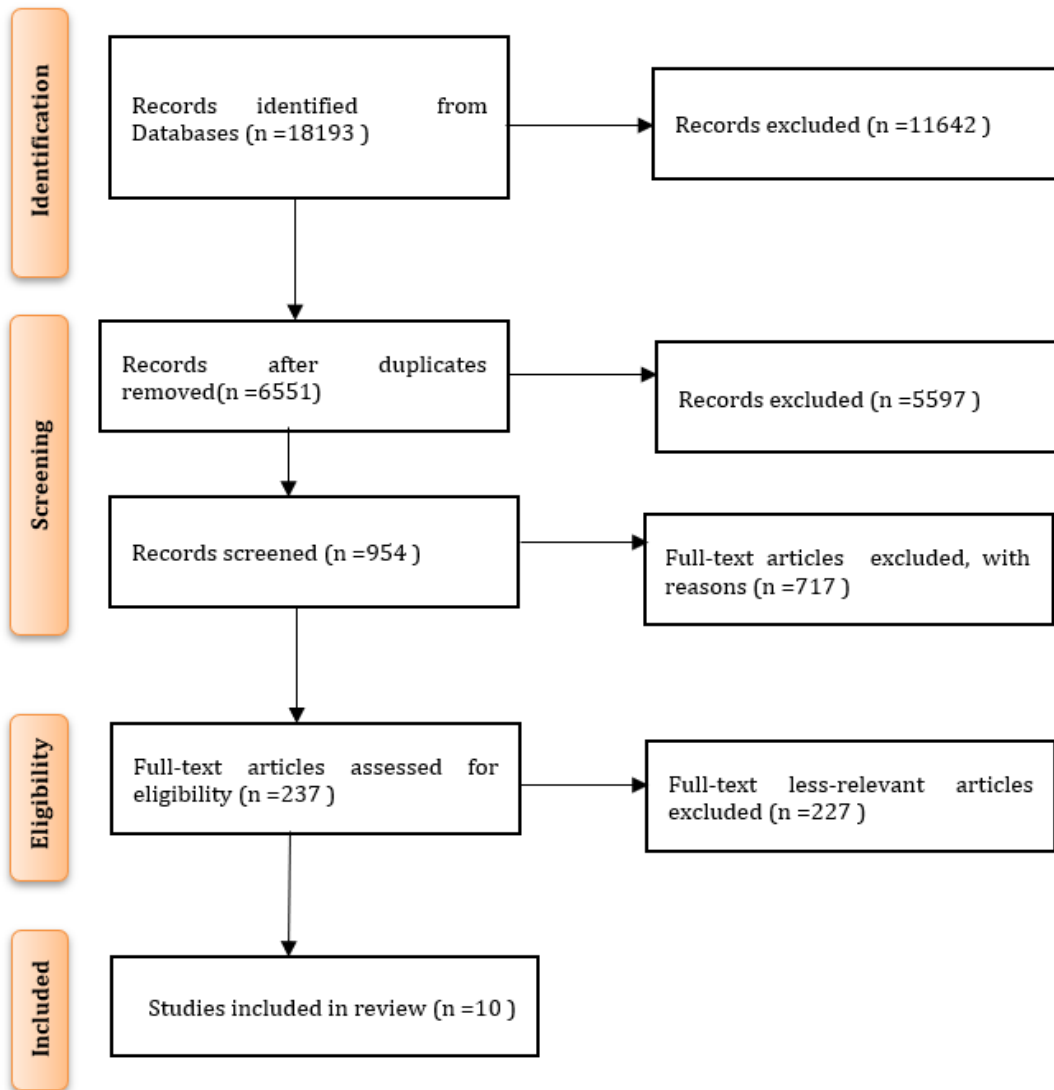 Identification
Records identified from
Databases (n =18193 )
Records excluded (n =11642 )
Screening
Records after duplicates
removed(n =6551)
Records excluded (n =5597 )
Records screened (n =954 )
Full-text articles excluded, with
reasons (n =717 )
Eligibility
Full-text articles assessed for
eligibility (n =237 )
Full-text less-relevant articles
excluded (n =227 )
Included
Studies included in review (n =10 )